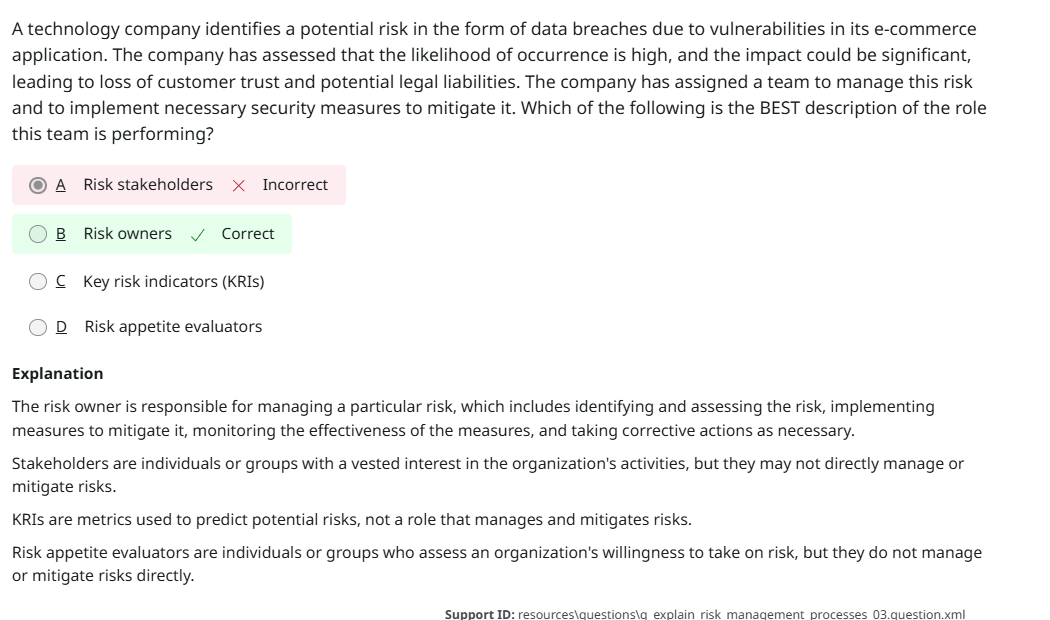 A technology company identifies a potential risk in the form of data breaches due to vulnerabilities in its e-commerce
application. The company has assessed that the likelihood of occurrence is high, and the impact could be significant,
leading to loss of customer trust and potential legal liabilities. The company has assigned a team to manage this risk
and to implement necessary security measures to mitigate it. Which of the following is the BEST description of the role
this team is performing?
A Risk stakeholders × Incorrect
B Risk owners ✓ Correct
C Key risk indicators (KRIs)
D Risk appetite evaluators
Explanation
The risk owner is responsible for managing a particular risk, which includes identifying and assessing the risk, implementing
measures to mitigate it, monitoring the effectiveness of the measures, and taking corrective actions as necessary.
Stakeholders are individuals or groups with a vested interest in the organization's activities, but they may not directly manage or
mitigate risks.
KRIs are metrics used to predict potential risks, not a role that manages and mitigates risks.
Risk appetite evaluators are individuals or groups who assess an organization's willingness to take on risk, but they do not manage
or mitigate risks directly.
Support ID: resources\questions\q_explain_risk_management_processes_03.question.xml